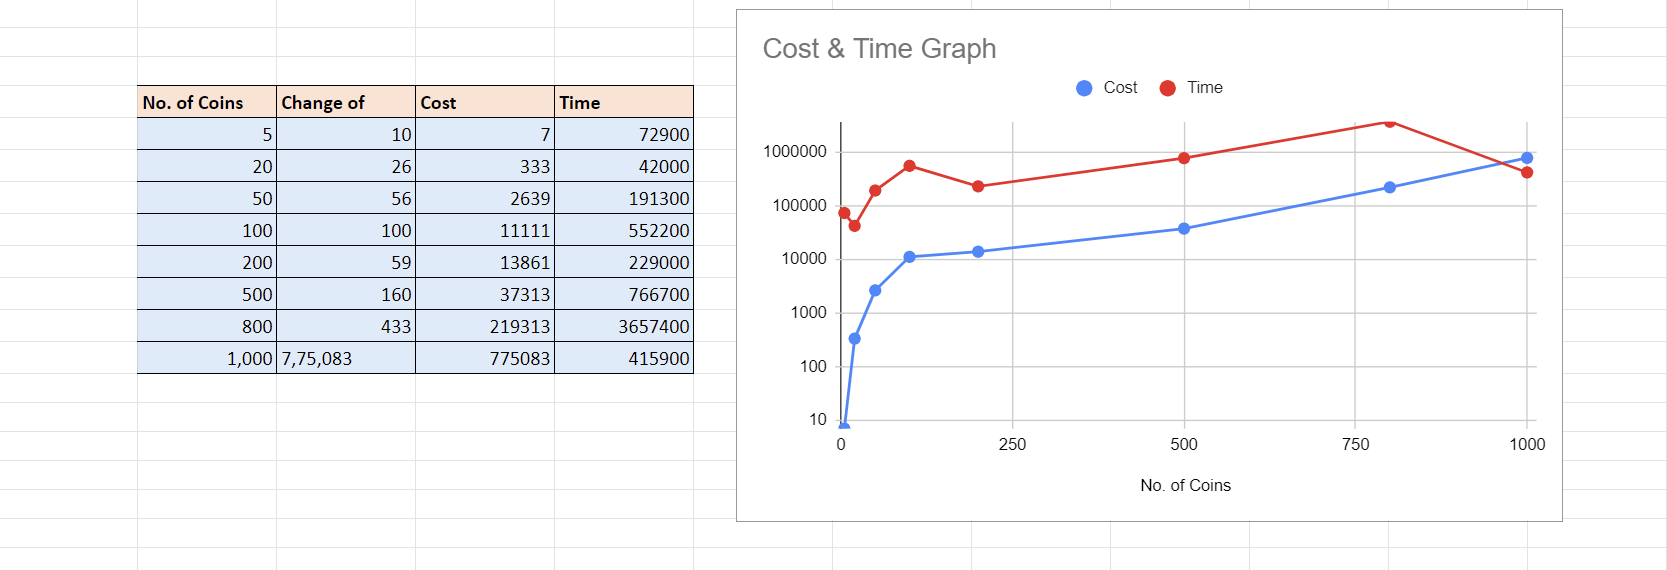 No. of Coins Change of Cost Time
5 10 7 72900
20 26 333 42000
50 56 2639 191300
100 100 11111 552200
200 59 13861 229000
500 160 37313 766700
800 433 219313 3657400
1,000 7,75,083 775083 415900
Cost & Time Graph
Cost Time
1000000
100000
10000
1000
100
10
0 250 500 750 1000
No. of Coins